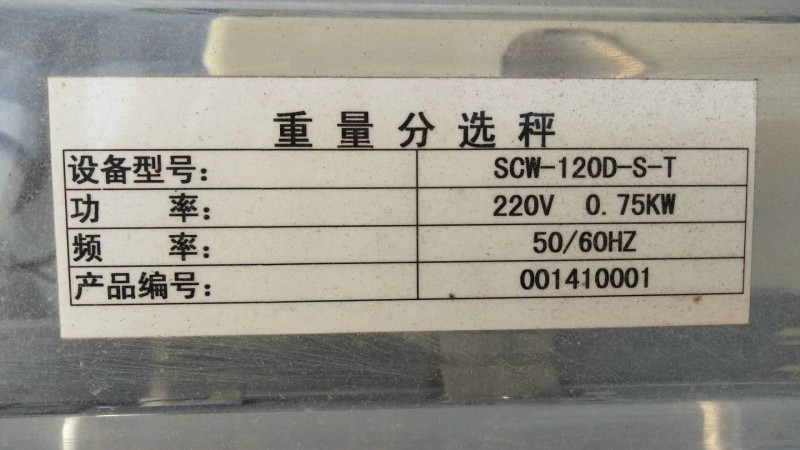 重量分选秤
设备型号: SCW-120D-S-T
功 率: 220V 0.75KW
频 率: 50/60HZ
产品编号: 001410001